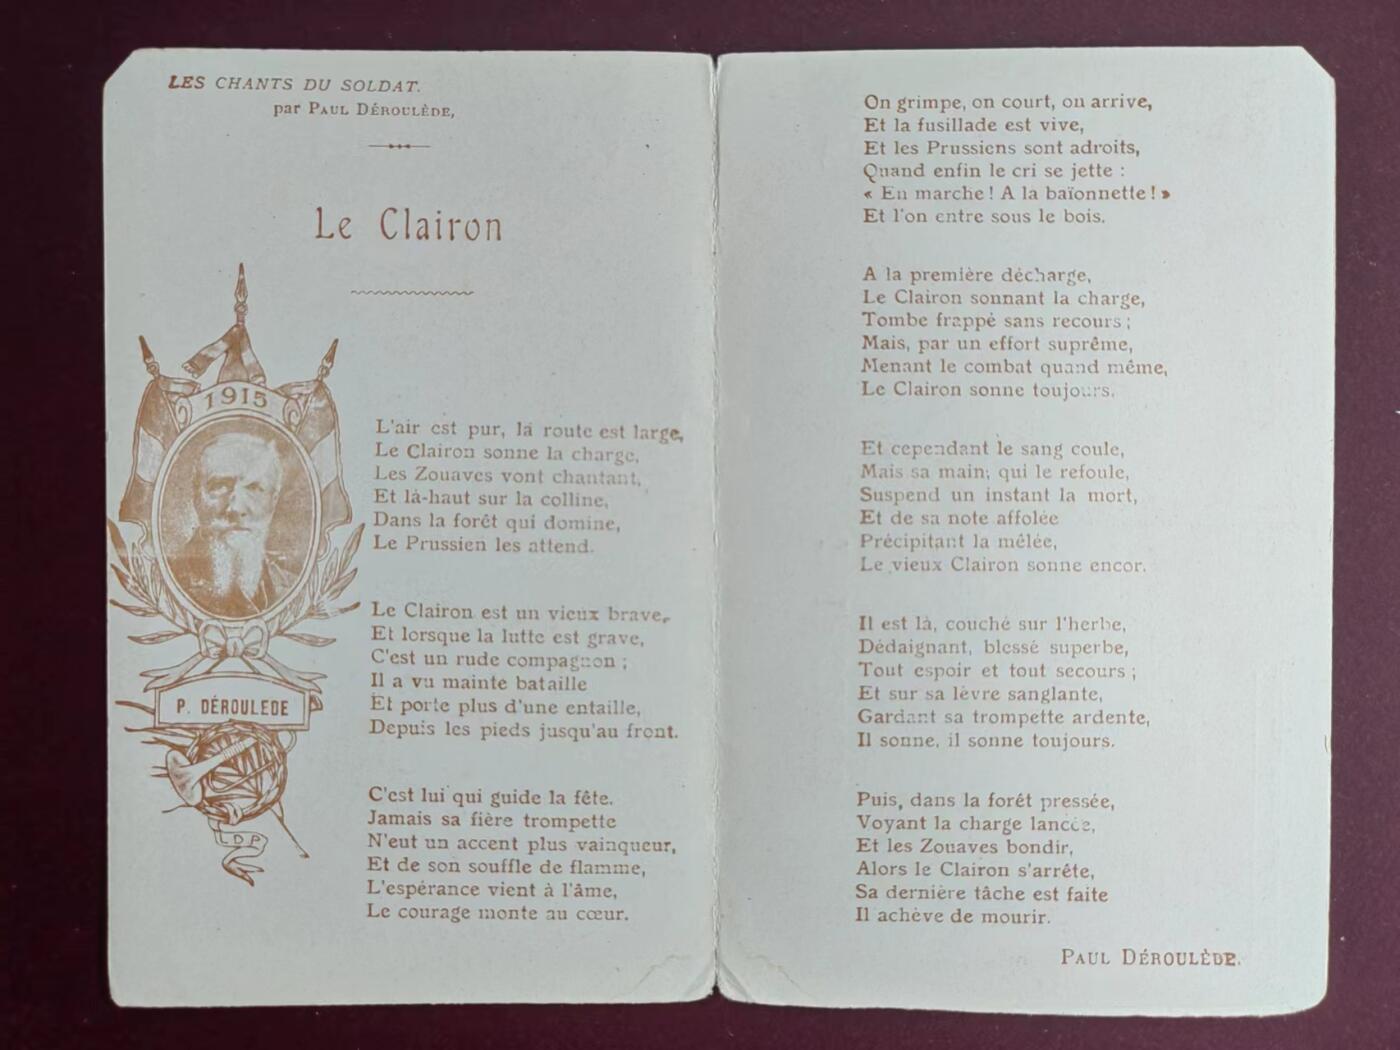 LES CHANTS DU SOLDAT.
par PAUL DÉROULÈDE,
Le Clairon
1915
P. DÉROULEDE
LDP
L'air est pur, la route est large,
Le Clairon sonne la charge,
Les Zouaves vont chantant,
Et là-haut sur la colline,
Dans la forêt qui domine,
Le Prussien les attend.
Le Clairon est un vieux brave,
Et lorsque la lutte est grave,
C'est un rude compagnon ;
Il a vu mainte bataille
Et porte plus d'une entaille,
Depuis les pieds jusqu'au front.
C'est lui qui guide la fête.
Jamais sa fière trompette
N'eut un accent plus vainqueur,
Et de son souffle de flamme,
L'espérance vient à l'âme,
Le courage monte au cœur.
On grimpe, on court, on arrive,
Et la fusillade est vive,
Et les Prussiens sont adroits,
Quand enfin le cri se jette :
« En marche ! A la baïonnette ! »
Et l'on entre sous le bois.
A la première décharge,
Le Clairon sonnant la charge,
Tombe frappé sans recours ;
Mais, par un effort suprême,
Menant le combat quand même,
Le Clairon sonne toujours.
Et cependant le sang coule,
Mais sa main, qui le refoule,
Suspend un instant la mort,
Et de sa note affolée
Précipitant la mêlée,
Le vieux Clairon sonne encor.
Il est là, couché sur l'herbe,
Dédaignant, blessé superbe,
Tout espoir et tout secours ;
Et sur sa lèvre sanglante,
Gardant sa trompette ardente,
Il sonne, il sonne toujours.
Puis, dans la forêt pressée,
Voyant la charge lancée,
Et les Zouaves bondir,
Alors le Clairon s'arrête,
Sa dernière tâche est faite
Il achève de mourir.
PAUL DÉROULÈDE.